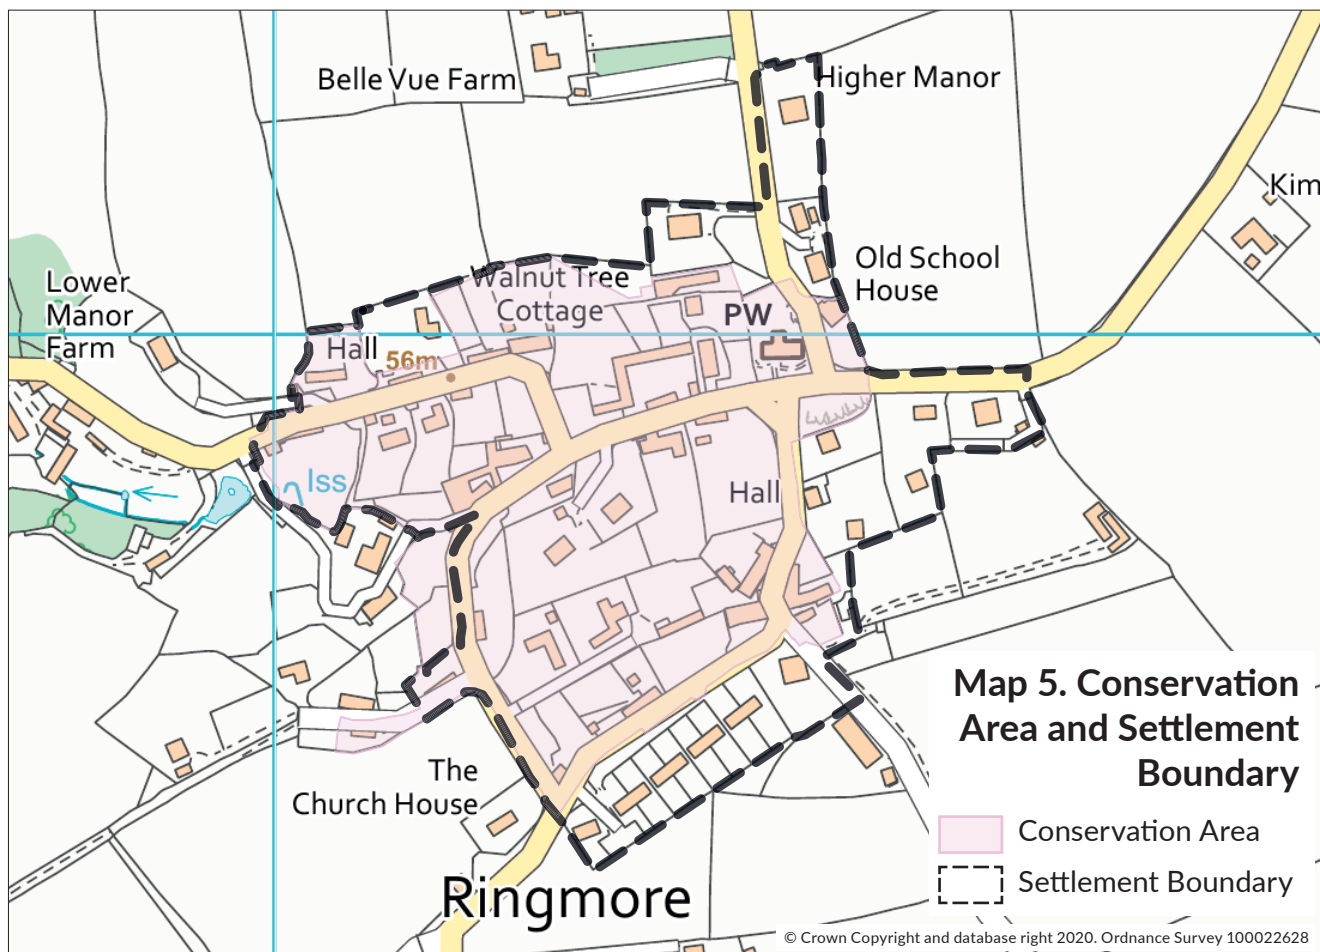 Belle Vue Farm
Higher Manor
Kim
Old School
House
Lower
Manor
Farm
Walnut Tree
Cottage
PW
Hall
56m
Iss
Hall
The
Church House
Ringmore
Map 5. Conservation
Area and Settlement
Boundary
Conservation Area
Settlement Boundary
© Crown Copyright and database right 2020. Ordnance Survey 100022628